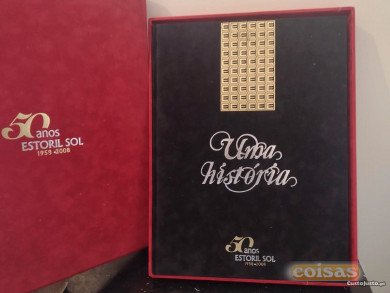 50 anos
ESTORIL SOL
1958•2008
Uma
história
50 anos
ESTORIL SOL
1958•2008
coisas
CustoJusto.pt